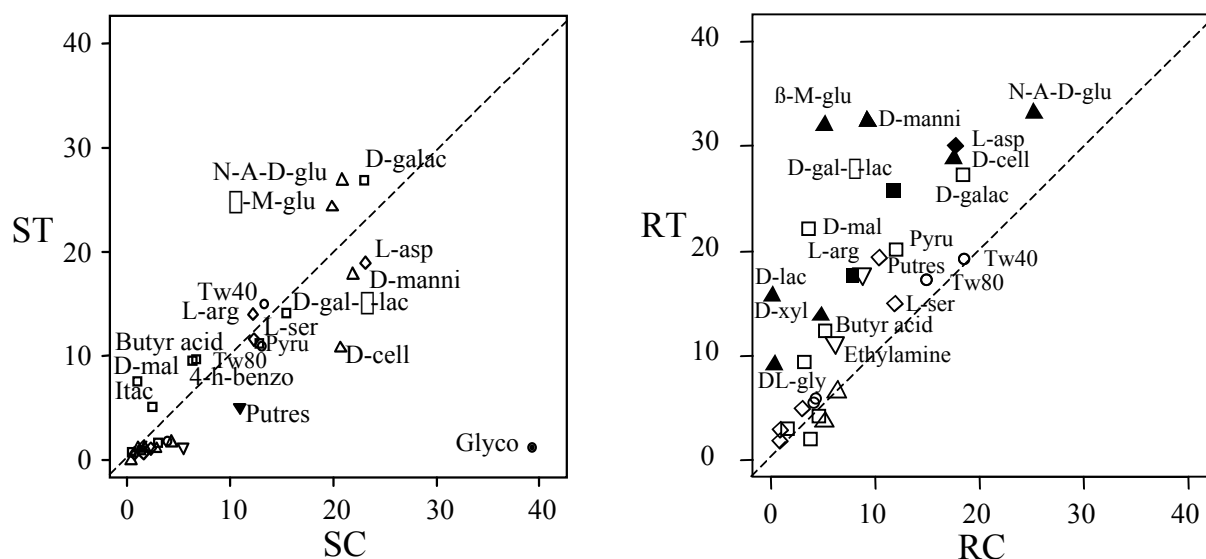 40
30
20
10
0
ST
0 10 20 30 40
SC
N-A-D-glu
D-galac
▯-M-glu
L-asp
D-manni
Tw40
D-gal-▯-lac
L-arg
L-ser
Butyr acid
Pyru
D-mal
Tw80
D-cell
4-h-benzo
Itac
Putres
Glyco
40
30
20
10
0
RT
0 10 20 30 40
RC
ß-M-glu
N-A-D-glu
D-manni
L-asp
D-cell
D-gal-▯-lac
D-galac
D-mal
Pyru
L-arg
Putres
Tw40
Tw80
D-lac
D-xyl
L-ser
Butyr acid
Ethylamine
DL-gly